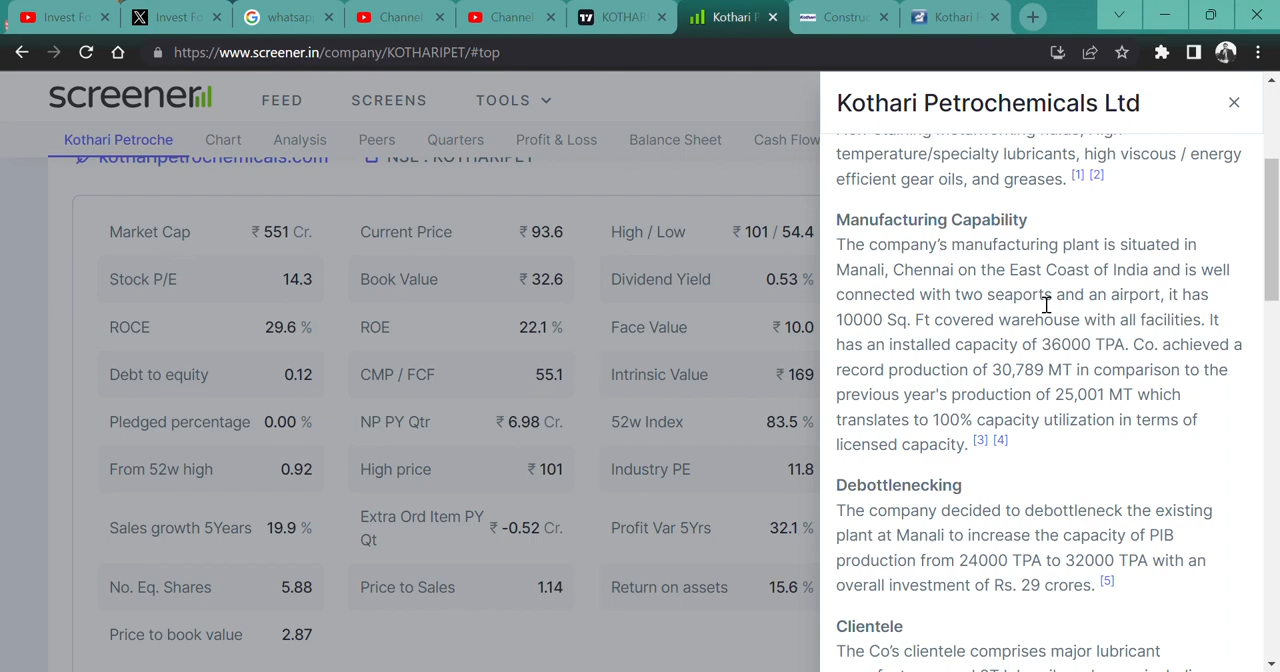 Invest Fo
Invest Fo
whatsap
Channel
Channel
KOTHAR
Kothari P
Constru
Kothari
https://www.screener.in/company/KOTHARIPET/#top
screener
FEED
SCREENS
TOOLS
Kothari Petroche
Chart
Analysis
Peers
Quarters
Profit & Loss
Balance Sheet
Cash Flow
kotharipetrochemicals.com
NSE : KOTHARIPET
Market Cap ₹ 551 Cr.
Current Price ₹ 93.6
High / Low ₹ 101 / 54.4
Stock P/E 14.3
Book Value ₹ 32.6
Dividend Yield 0.53 %
ROCE 29.6 %
ROE 22.1 %
Face Value ₹ 10.0
Debt to equity 0.12
CMP / FCF 55.1
Intrinsic Value ₹ 169
Pledged percentage 0.00 %
NP PY Qtr ₹ 6.98 Cr.
52w Index 83.5 %
From 52w high 0.92
High price ₹ 101
Industry PE 11.8
Sales growth 5Years 19.9 %
Extra Ord Item PY
Qt
₹ -0.52 Cr.
Profit Var 5Yrs 32.1 %
No. Eq. Shares 5.88
Price to Sales 1.14
Return on assets 15.6 %
Price to book value 2.87
Kothari Petrochemicals Ltd
Non-staining metalworking fluids, High
temperature/specialty lubricants, high viscous / energy
efficient gear oils, and greases. [1] [2]
Manufacturing Capability
The company's manufacturing plant is situated in
Manali, Chennai on the East Coast of India and is well
connected with two seaports and an airport, it has
10000 Sq. Ft covered warehouse with all facilities. It
has an installed capacity of 36000 TPA. Co. achieved a
record production of 30,789 MT in comparison to the
previous year's production of 25,001 MT which
translates to 100% capacity utilization in terms of
licensed capacity. [3] [4]
Debottlenecking
The company decided to debottleneck the existing
plant at Manali to increase the capacity of PIB
production from 24000 TPA to 32000 TPA with an
overall investment of Rs. 29 crores. [5]
Clientele
The Co's clientele comprises major lubricant